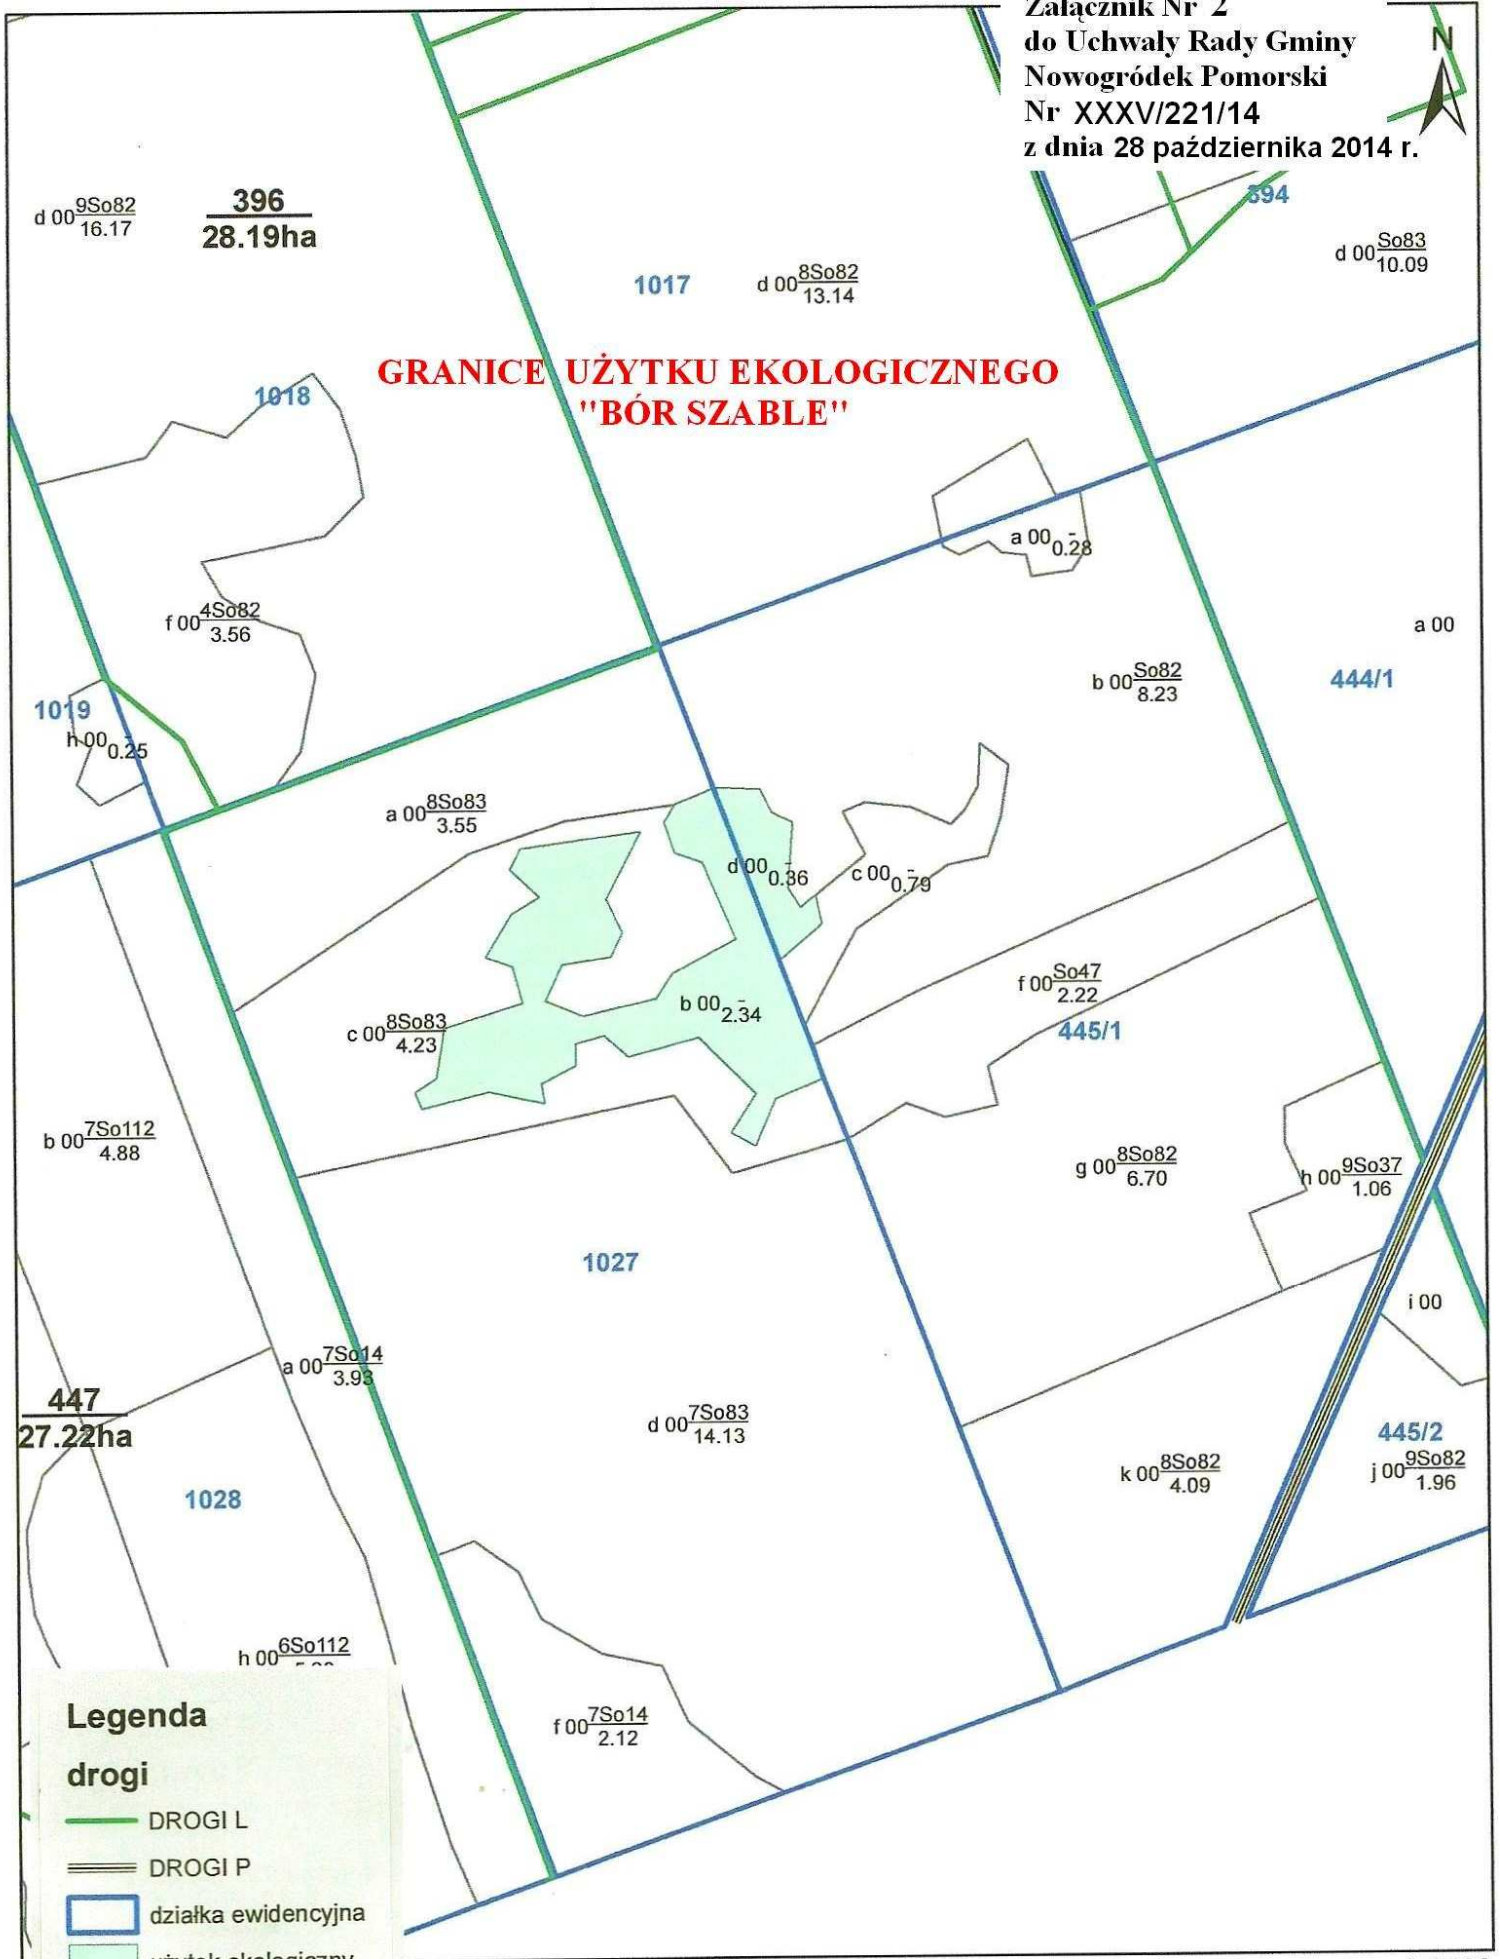 Załącznik Nr 2
do Uchwały Rady Gminy
Nowogródek Pomorski
Nr XXXV/221/14
z dnia 28 października 2014 r.
N
394
d 00 9So82
16.17
396
28.19ha
d 00 So83
10.09
1017
d 00 8So82
13.14
GRANICE UŻYTKU EKOLOGICZNEGO
"BÓR SZABLE"
1018
a 00 -
0.28
f 00 4So82
3.56
a 00
b 00 So82
8.23
444/1
1019
h 00 -
0.25
a 00 8So83
3.55
d 00 -
0.36
c 00 -
0.79
f 00 So47
2.22
b 00 -
2.34
c 00 8So83
4.23
445/1
b 00 7So112
4.88
g 00 8So82
6.70
h 00 9So37
1.06
1027
i 00
a 00 7So14
3.93
447
27.22ha
d 00 7So83
14.13
445/2
j 00 9So82
1.96
k 00 8So82
4.09
1028
h 00 6So112
f 00 7So14
2.12
Legenda
drogi
DROGI L
DROGI P
działka ewidencyjna
użytek ekologiczny